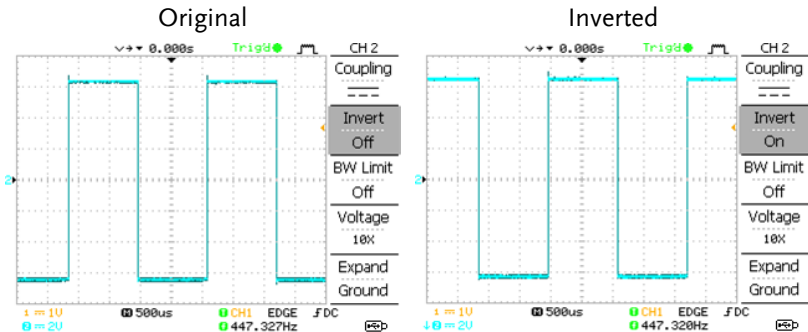 Original
0.000s Trig'd CH 2
Coupling
Invert
Off
BW Limit
Off
Voltage
10X
Expand
Ground
2
1 = 1V M 500us T CH1 EDGE DC
2 = 2V 447.327Hz
Inverted
0.000s Trig'd CH 2
Coupling
Invert
On
BW Limit
Off
Voltage
10X
Expand
Ground
2
1 = 1V M 500us T CH1 EDGE DC
↓2 = 2V 447.320Hz